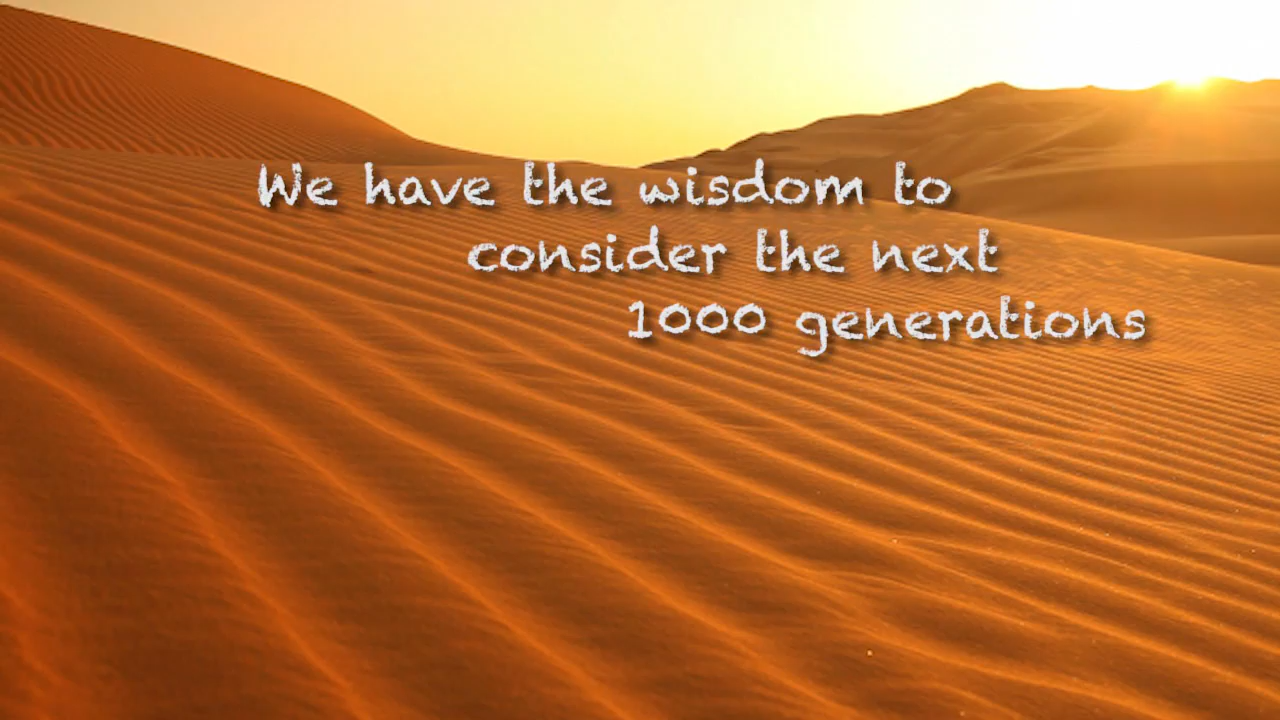 We have the wisdom to
consider the next
1000 generations